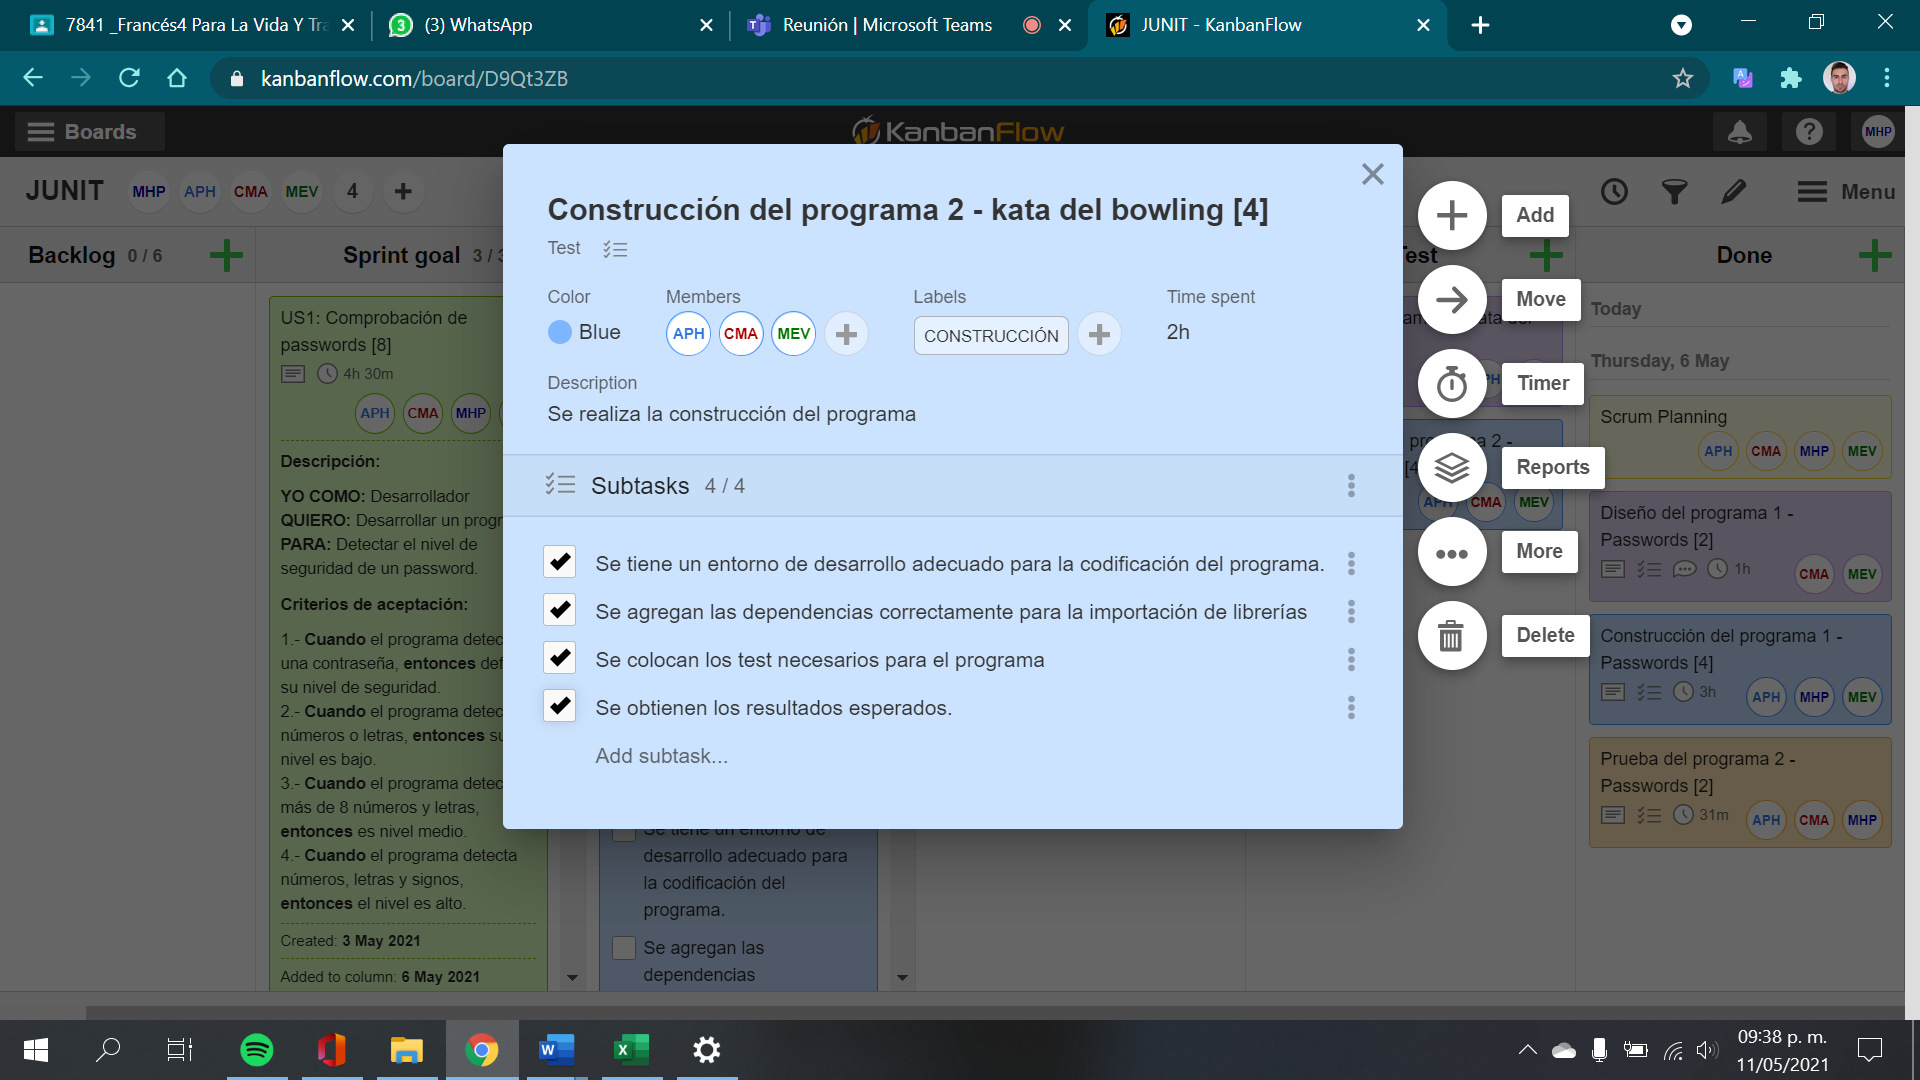 7841 _Francés4 Para La Vida Y Tra
(3) WhatsApp
Reunión | Microsoft Teams
JUNIT - KanbanFlow
kanbanflow.com/board/D9Qt3ZB
Boards
KanbanFlow
MHP
JUNIT
MHP APH CMA MEV 4
Menu
Backlog 0 / 6
Sprint goal 3 / 3
Done
US1: Comprobación de
passwords [8]
4h 30m
APH CMA MHP
Descripción:
YO COMO: Desarrollador
QUIERO: Desarrollar un progr
PARA: Detectar el nivel de
seguridad de un password.
Criterios de aceptación:
1.- Cuando el programa detec
una contraseña, entonces def
su nivel de seguridad.
2.- Cuando el programa detec
números o letras, entonces su
nivel es bajo.
3.- Cuando el programa detec
más de 8 números y letras,
entonces es nivel medio.
4.- Cuando el programa detecta
números, letras y signos,
entonces el nivel es alto.
Created: 3 May 2021
Added to column: 6 May 2021
Construcción del programa 2 - kata del bowling [4]
Test
Color
Blue
Members
APH CMA MEV
Labels
CONSTRUCCIÓN
Time spent
2h
Description
Se realiza la construcción del programa
Subtasks 4 / 4
Se tiene un entorno de desarrollo adecuado para la codificación del programa.
Se agregan las dependencias correctamente para la importación de librerías
Se colocan los test necesarios para el programa
Se obtienen los resultados esperados.
Add subtask...
Se tiene un entorno de
desarrollo adecuado para
la codificación del
programa.
Se agregan las
dependencias
Add
Move
Timer
Reports
More
Delete
est
2 -
APH CMA MEV
Today
Thursday, 6 May
Scrum Planning
APH CMA MHP MEV
Diseño del programa 1 -
Passwords [2]
1h
CMA MEV
Construcción del programa 1 -
Passwords [4]
3h
APH MHP MEV
Prueba del programa 2 -
Passwords [2]
31m
APH CMA MHP
09:38 p. m.
11/05/2021